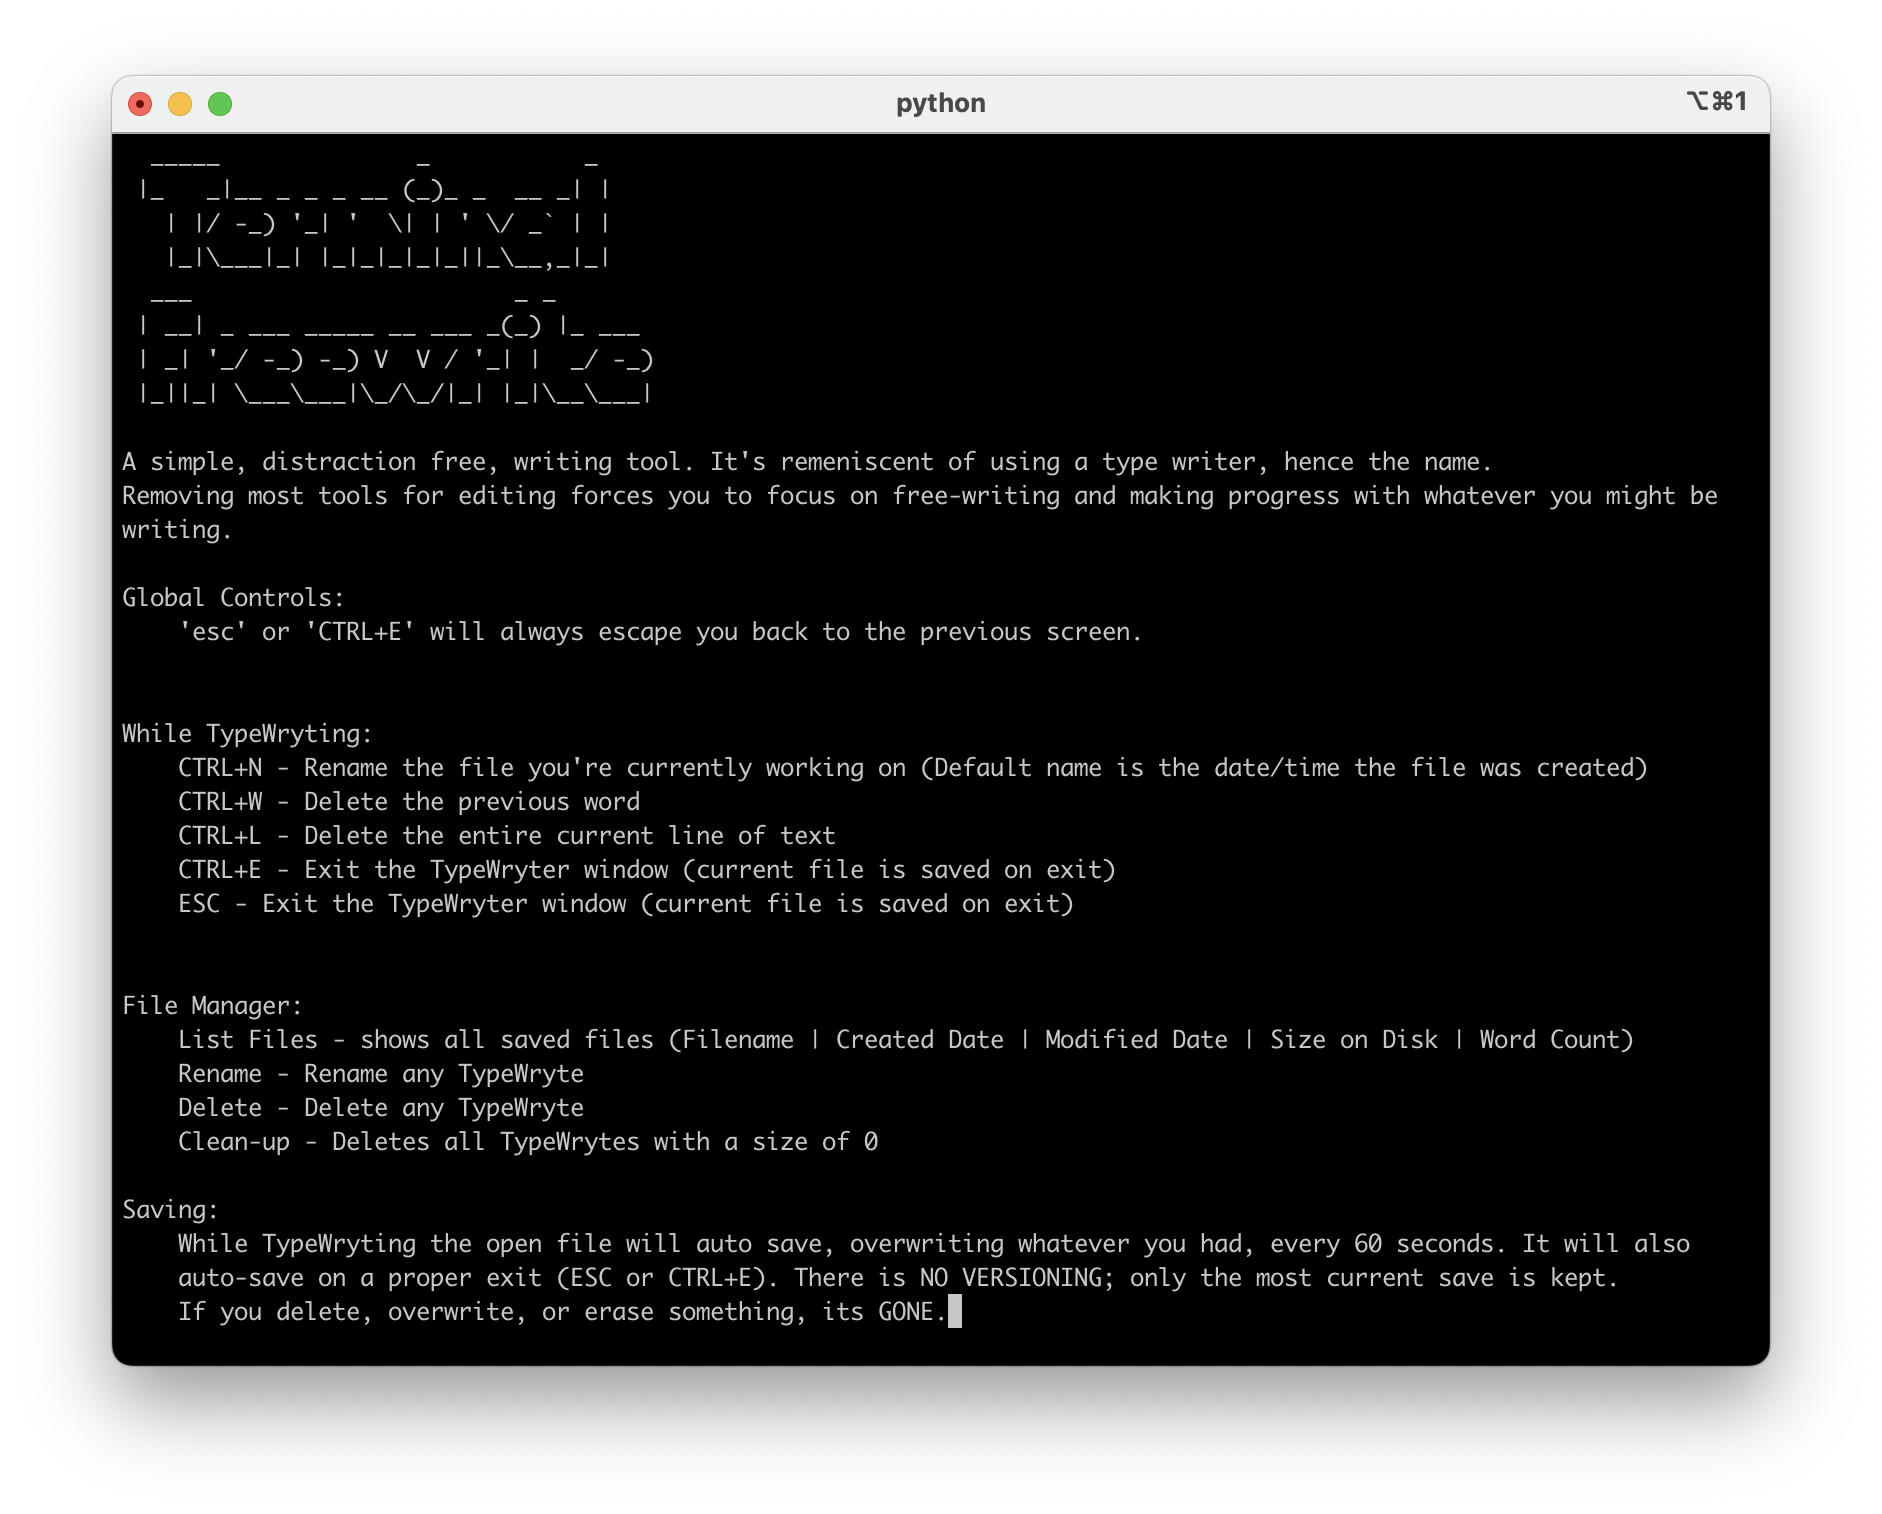 python
⌥⌘1
Terminal
Freewrite
A simple, distraction free, writing tool. It's remeniscent of using a type writer, hence the name.
Removing most tools for editing forces you to focus on free-writing and making progress with whatever you might be
writing.
Global Controls:
'esc' or 'CTRL+E' will always escape you back to the previous screen.
While TypeWryting:
CTRL+N - Rename the file you're currently working on (Default name is the date/time the file was created)
CTRL+W - Delete the previous word
CTRL+L - Delete the entire current line of text
CTRL+E - Exit the TypeWryter window (current file is saved on exit)
ESC - Exit the TypeWryter window (current file is saved on exit)
File Manager:
List Files - shows all saved files (Filename | Created Date | Modified Date | Size on Disk | Word Count)
Rename - Rename any TypeWryte
Delete - Delete any TypeWryte
Clean-up - Deletes all TypeWrytes with a size of 0
Saving:
While TypeWryting the open file will auto save, overwriting whatever you had, every 60 seconds. It will also
auto-save on a proper exit (ESC or CTRL+E). There is NO VERSIONING; only the most current save is kept.
If you delete, overwrite, or erase something, its GONE.